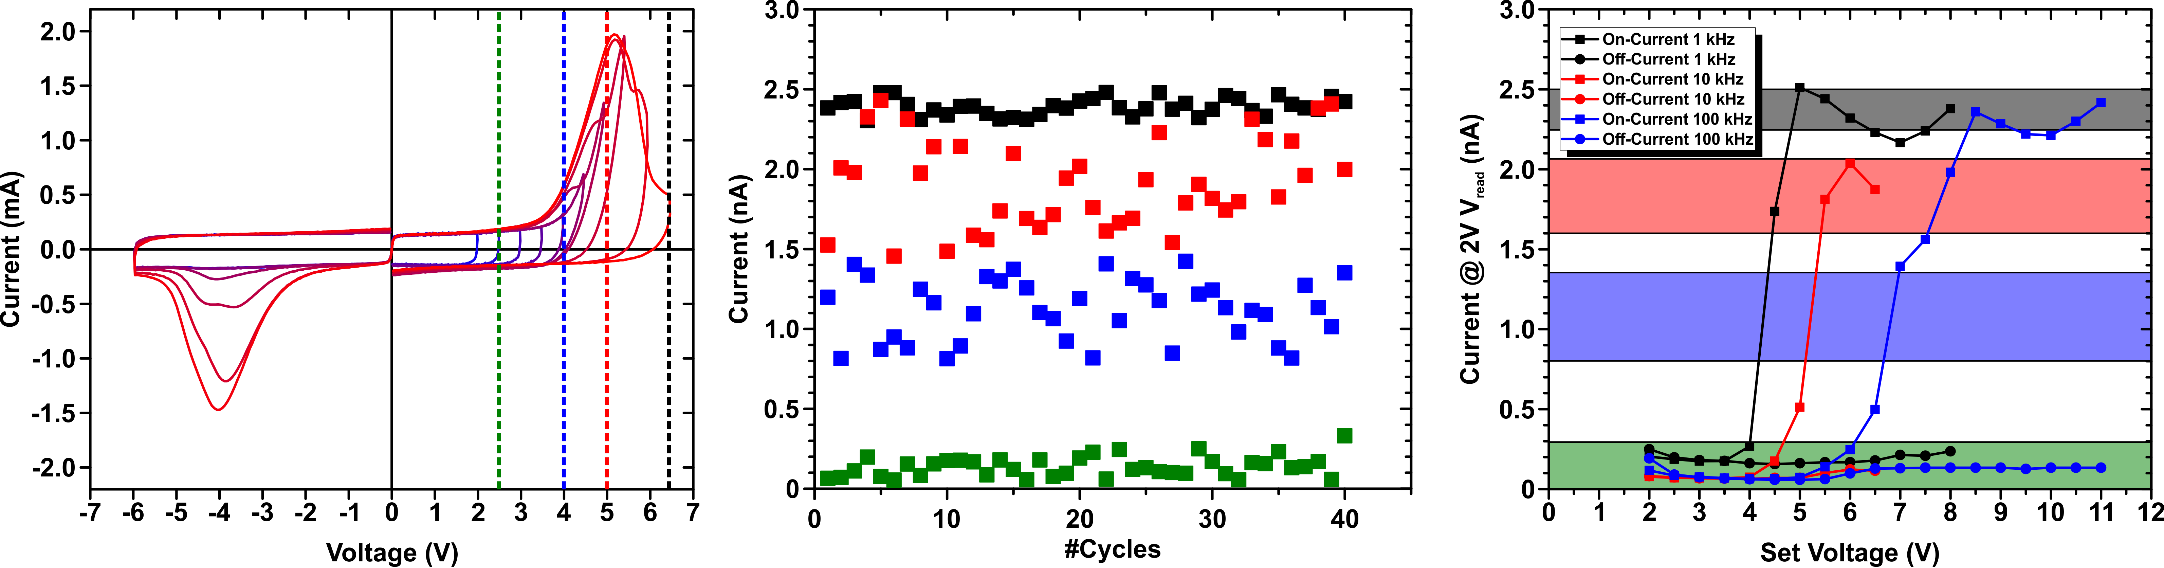 2.0
1.5
1.0
0.5
0.0
-0.5
-1.0
-1.5
-2.0
-7 -6 -5 -4 -3 -2 -1 0 1 2 3 4 5 6 7
Current (mA)
Voltage (V)
3.0
2.5
2.0
1.5
1.0
0.5
0
0 10 20 30 40
Current (nA)
#Cycles
3.0
2.5
2.0
1.5
1.0
0.5
0
0 1 2 3 4 5 6 7 8 9 10 11 12
Current @ 2V Vread (nA)
Set Voltage (V)
On-Current 1 kHz
Off-Current 1 kHz
On-Current 10 kHz
Off-Current 10 kHz
On-Current 100 kHz
Off-Current 100 kHz